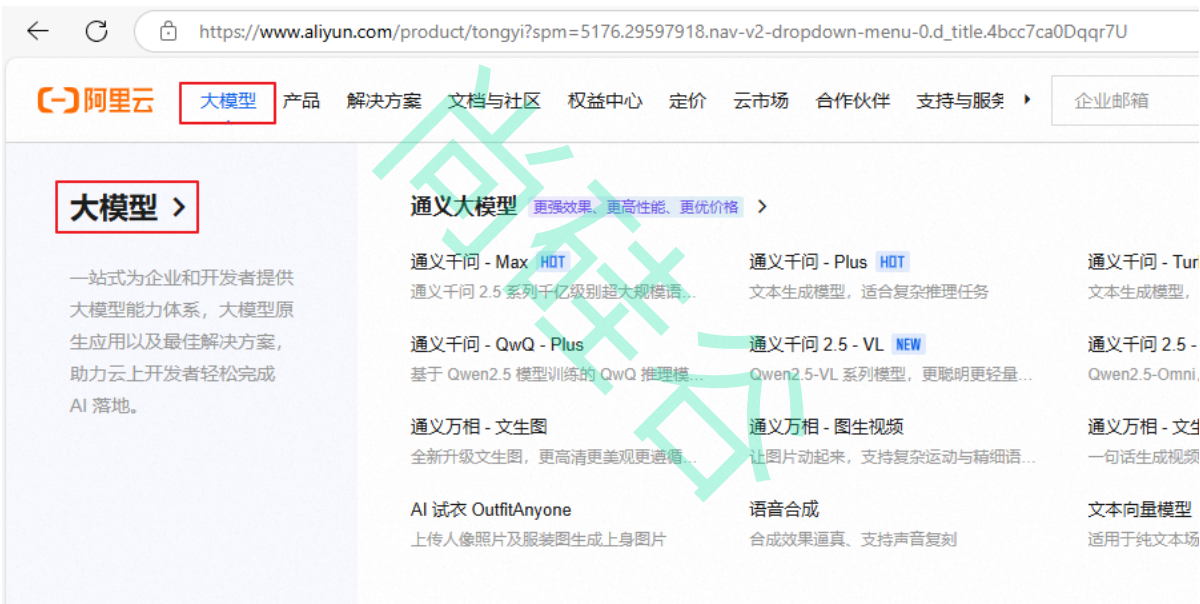 https://www.aliyun.com/product/tongyi?spm=5176.29597918.nav-v2-dropdown-menu-0.d_title.4bcc7ca0Dqqr7U
阿里云 大模型 产品 解决方案 文档与社区 权益中心 定价 云市场 合作伙伴 支持与服务 企业邮箱
大模型
一站式为企业和开发者提供
大模型能力体系，大模型原
生应用以及最佳解决方案，
助力云上开发者轻松完成
AI 落地。
通义大模型 更强效果、更高性能、更优价格
通义千问 - Max HOT
通义千问 2.5 系列千亿级别超大规模语...
通义千问 - Plus HOT
文本生成模型，适合复杂推理任务
通义千问 - Tur
文本生成模型，
通义千问 - QwQ - Plus
基于 Qwen2.5 模型训练的 QwQ 推理模...
通义千问 2.5 - VL NEW
Qwen2.5-VL 系列模型，更聪明更轻量...
通义千问 2.5 -
Qwen2.5-Omni,
通义万相 - 文生图
全新升级文生图，更高清更美观更遵循...
通义万相 - 图生视频
让图片动起来，支持复杂运动与精细语...
通义万相 - 文生
一句话生成视频
AI 试衣 OutfitAnyone
上传人像照片及服装图生成上身图片
语音合成
合成效果逼真、支持声音复刻
文本向量模型
适用于纯文本场
尚硅谷